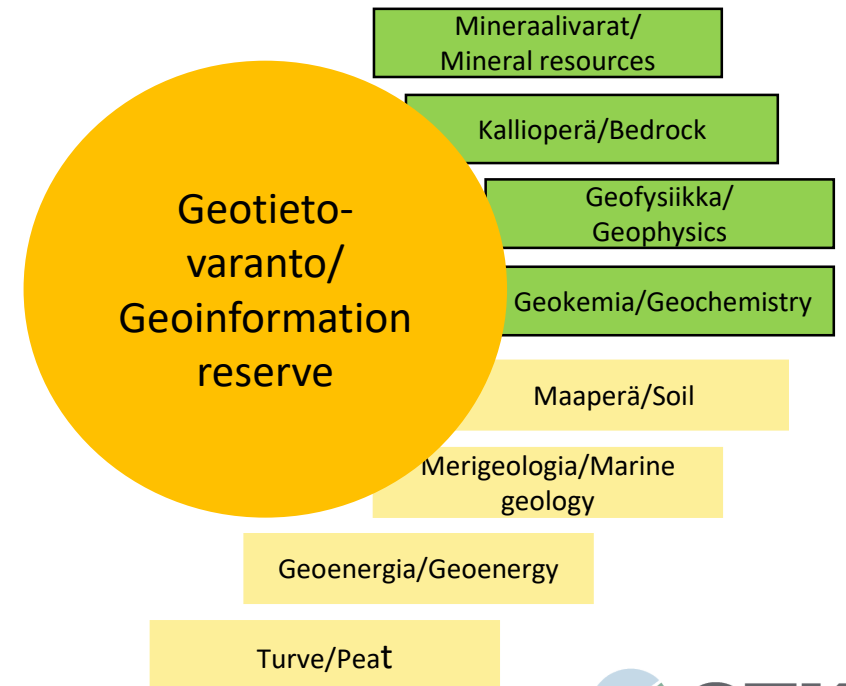 Mineraalivarat/
Mineral resources
Kallioperä/Bedrock
Geofysiikka/
Geophysics
Geokemia/Geochemistry
Geotieto-
varanto/
Geoinformation
reserve
Maaperä/Soil
Merigeologia/Marine
geology
Geoenergia/Geoenergy
Turve/Peat